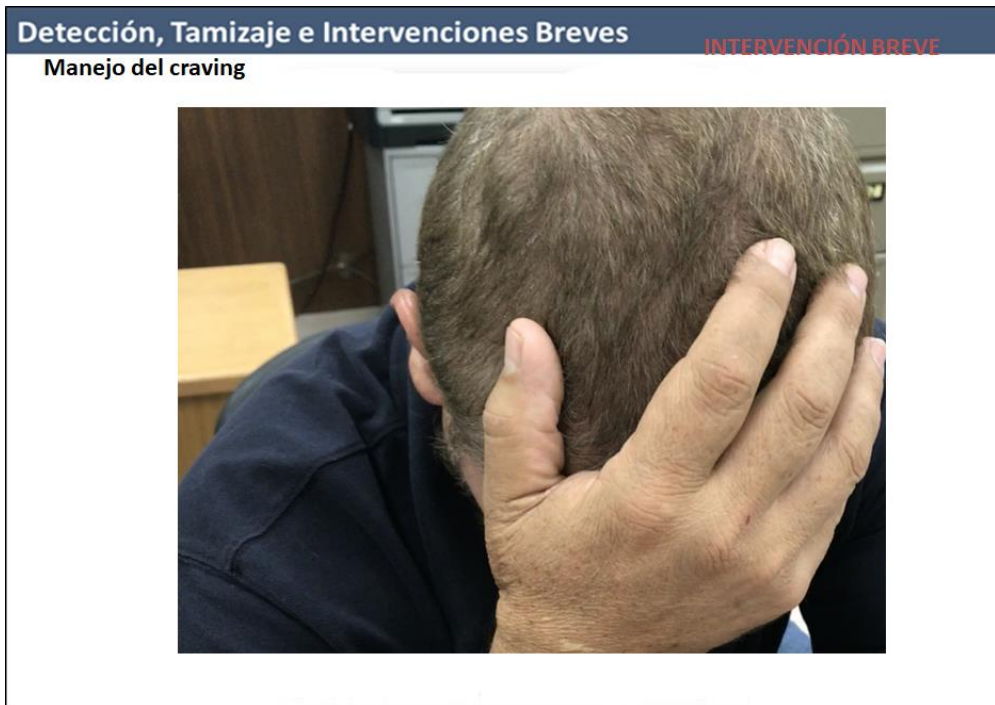 Detección, Tamizaje e Intervenciones Breves
INTERVENCIÓN BREVE
Manejo del craving